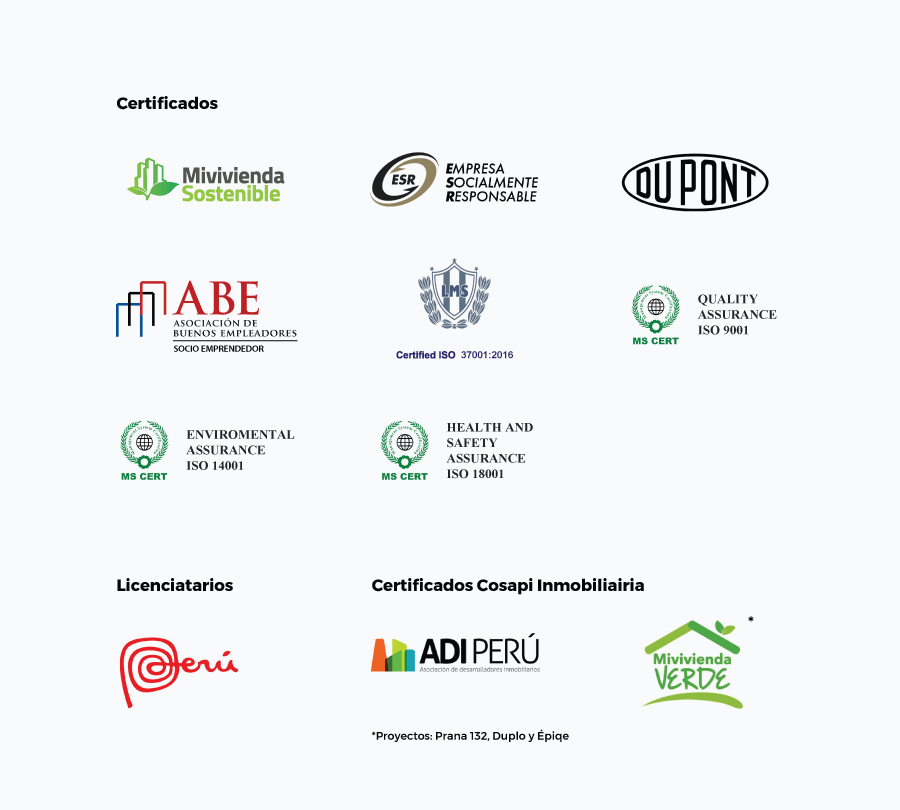 Certificados
Mivivienda
Sostenible
ESR
EMPRESA
SOCIALMENTE
RESPONSABLE
DU PONT
ABE
ASOCIACIÓN DE
BUENOS EMPLEADORES
SOCIO EMPRENDEDOR
LMS
Certified ISO 37001:2016
MS CERT
QUALITY
ASSURANCE
ISO 9001
MS CERT
ENVIROMENTAL
ASSURANCE
ISO 14001
MS CERT
HEALTH AND
SAFETY
ASSURANCE
ISO 18001
Licenciatarios
Perú
Certificados Cosapi Inmobiliairia
ADI PERÚ
Asociación de desarrolladores inmobiliarios
*
Mivivienda
VERDE
*Proyectos: Prana 132, Duplo y Épiqe